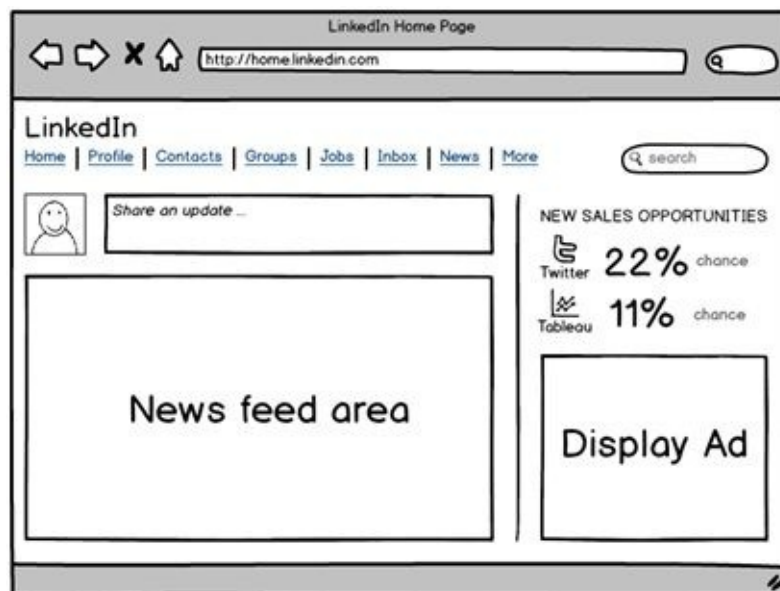 LinkedIn Home Page
http://home.linkedin.com
LinkedIn
Home | Profile | Contacts | Groups | Jobs | Inbox | News | More
search
Share an update ...
NEW SALES OPPORTUNITIES
Twitter 22% chance
Tableau 11% chance
News feed area
Display Ad